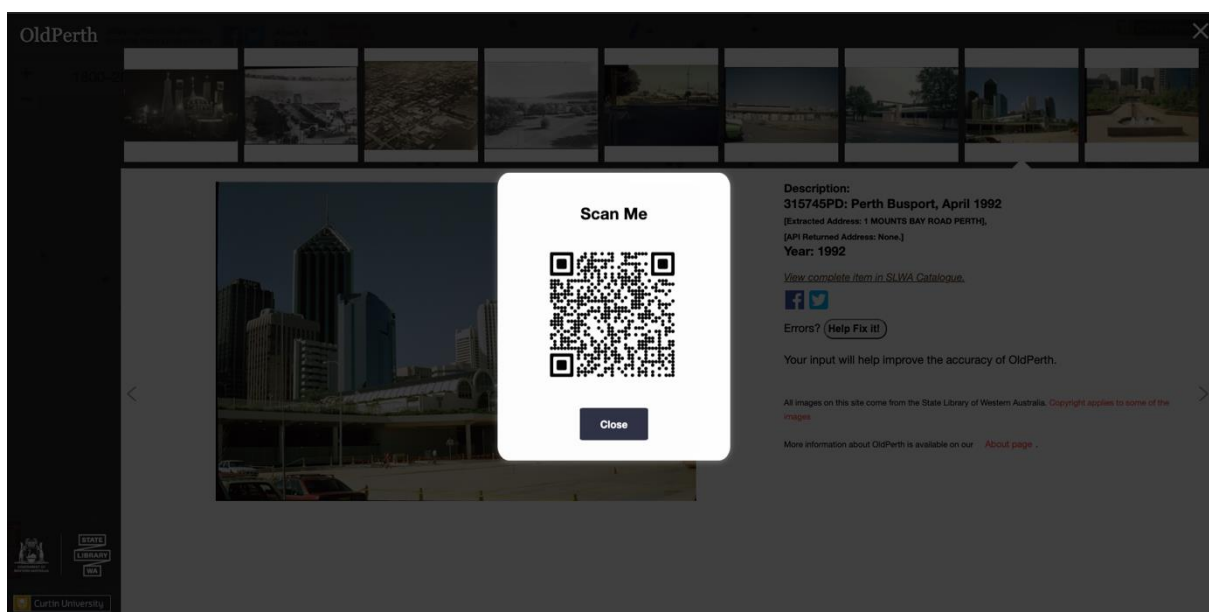 OldPerth
Scan Me
Close
Description:
315745PD: Perth Busport, April 1992
[Extracted Address: 1 MOUNTS BAY ROAD PERTH],
[API Returned Address: None.]
Year: 1992
View complete item in SLWA Catalogue.
Errors? Help Fix it!
Your input will help improve the accuracy of OldPerth.
All images on this site come from the State Library of Western Australia. Copyright applies to some of the
images
More information about OldPerth is available on our About page .
STATE
LIBRARY
WA
Curtin University